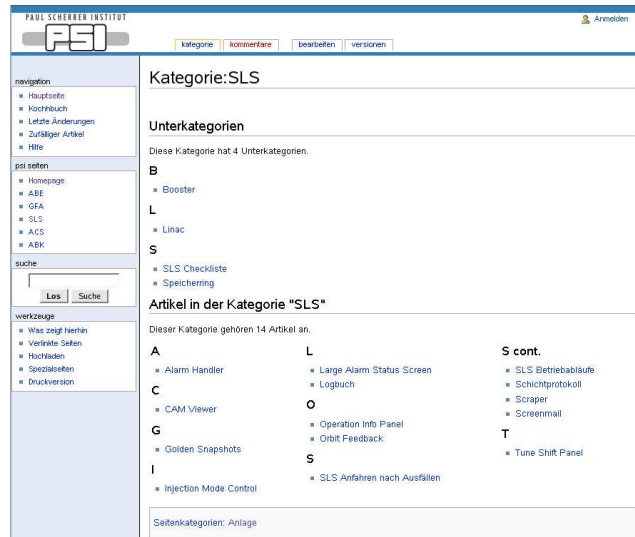 PAUL SCHERRER INSTITUT
PSI
Anmelden
kategorie kommentare bearbeiten versionen
navigation
Hauptseite
Kochhbuch
Letzte Änderungen
Zufälliger Artikel
Hilfe
psi seiten
Homepage
ABE
GFA
SLS
ACS
ABK
suche
Los Suche
werkzeuge
Was zeigt hierhin
Verlinkte Seiten
Hochladen
Spezialseiten
Druckversion
Kategorie:SLS
Unterkategorien
Diese Kategorie hat 4 Unterkategorien.
B
Booster
L
Linac
S
SLS Checkliste
Speicherring
Artikel in der Kategorie "SLS"
Dieser Kategorie gehören 14 Artikel an.
A
Alarm Handler
C
CAM Viewer
G
Golden Snapshots
I
Injection Mode Control
L
Large Alarm Status Screen
Logbuch
O
Operation Info Panel
Orbit Feedback
S
SLS Anfahren nach Ausfällen
S cont.
SLS Betriebabläufe
Schichtprotokoll
Scraper
Screenmail
T
Tune Shift Panel
Seitenkategorien: Anlage